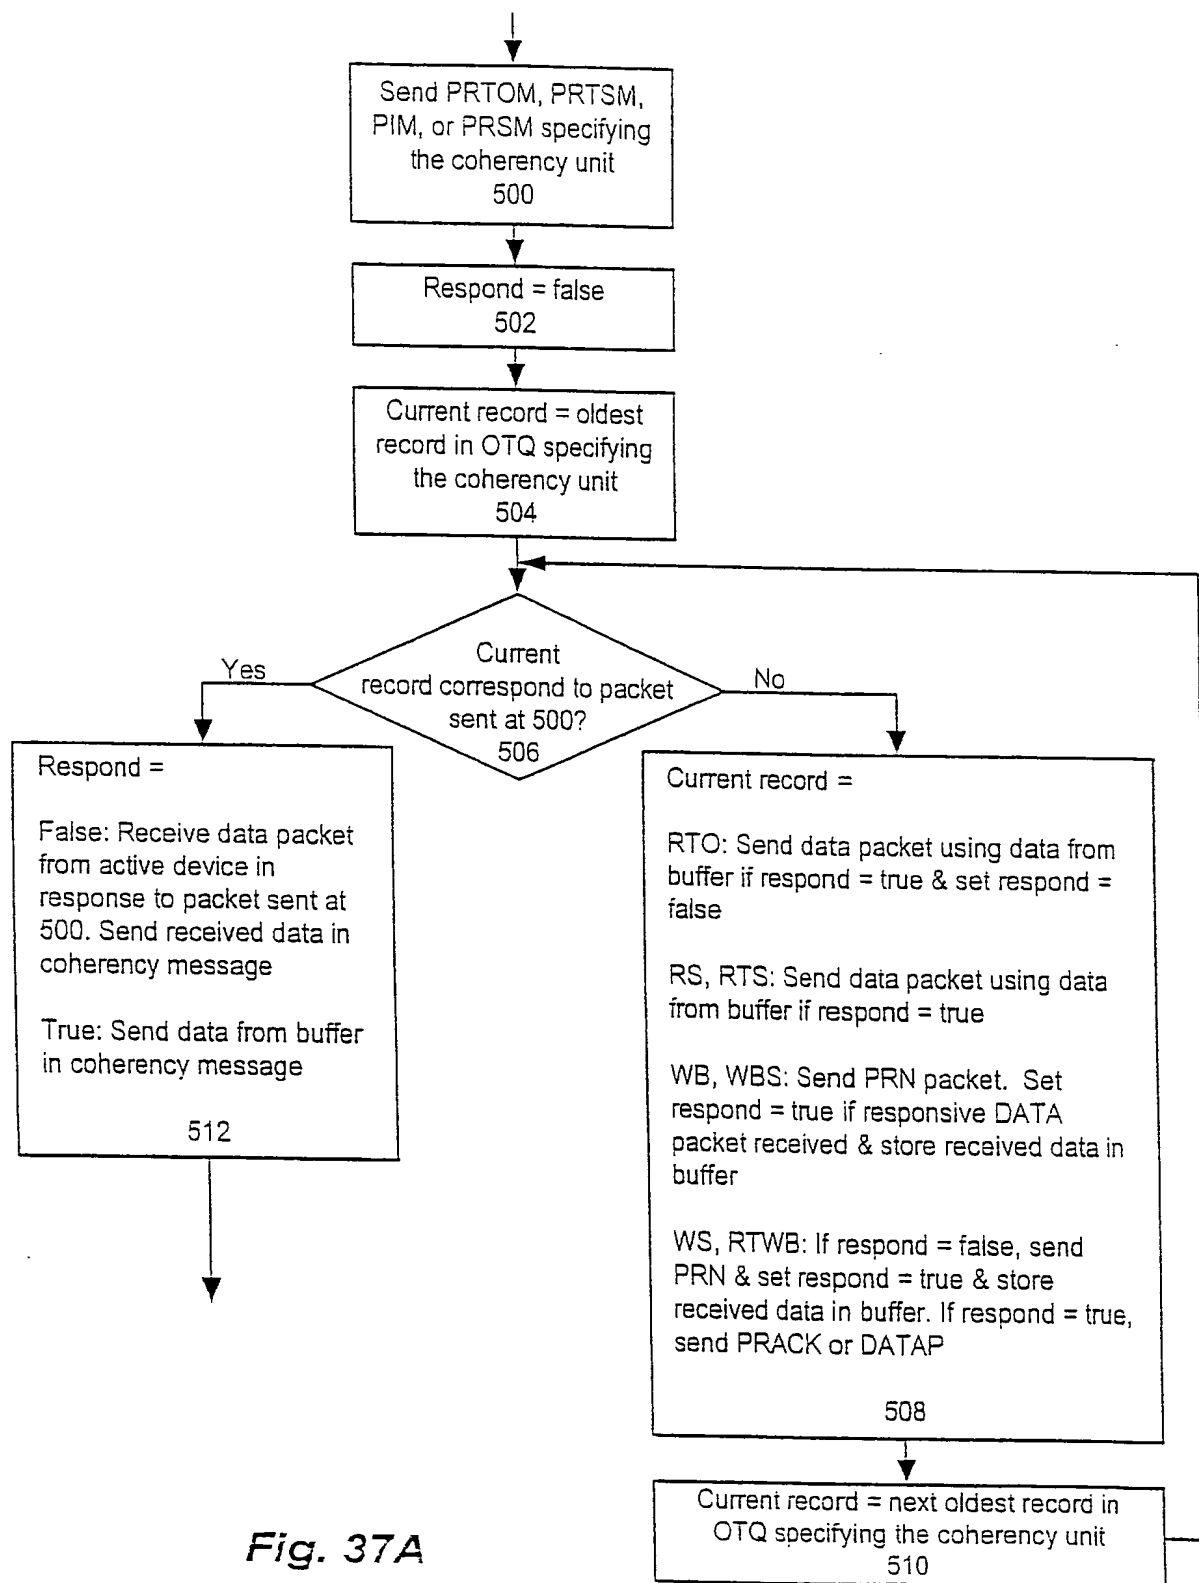 Send PRTOM, PRTSM,
PIM, or PRSM specifying
the coherency unit
500
Respond = false
502
Current record = oldest
record in OTQ specifying
the coherency unit
504
Current
record correspond to packet
sent at 500?
506
Yes
No
Respond =
False: Receive data packet
from active device in
response to packet sent at
500. Send received data in
coherency message
True: Send data from buffer
in coherency message
512
Current record =
RTO: Send data packet using data from
buffer if respond = true & set respond =
false
RS, RTS: Send data packet using data
from buffer if respond = true
WB, WBS: Send PRN packet. Set
respond = true if responsive DATA
packet received & store received data in
buffer
WS, RTWB: If respond = false, send
PRN & set respond = true & store
received data in buffer. If respond = true,
send PRACK or DATAP
508
Current record = next oldest record in
OTQ specifying the coherency unit
510
Fig. 37A